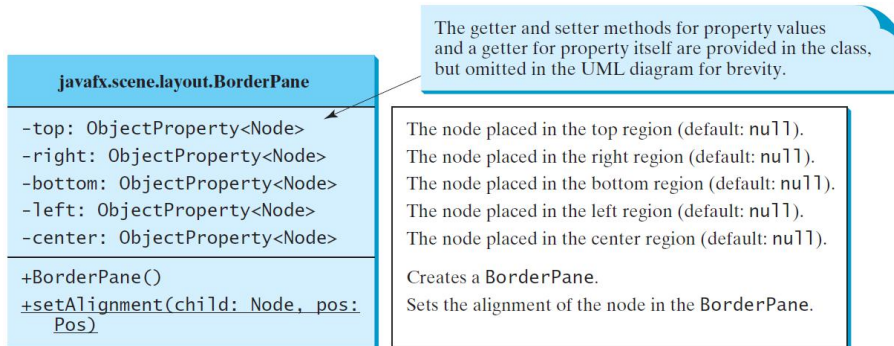 The getter and setter methods for property values
and a getter for property itself are provided in the class,
but omitted in the UML diagram for brevity.
javafx.scene.layout.BorderPane
-top: ObjectProperty<Node>
-right: ObjectProperty<Node>
-bottom: ObjectProperty<Node>
-left: ObjectProperty<Node>
-center: ObjectProperty<Node>
The node placed in the top region (default: null).
The node placed in the right region (default: null).
The node placed in the bottom region (default: null).
The node placed in the left region (default: null).
The node placed in the center region (default: null).
+BorderPane()
+setAlignment(child: Node, pos:
Pos)
Creates a BorderPane.
Sets the alignment of the node in the BorderPane.